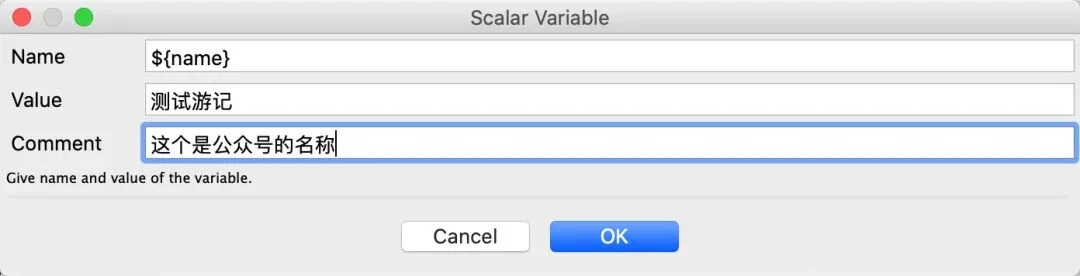 Scalar Variable
Name ${name}
Value 测试游记
Comment 这个是公众号的名称
Give name and value of the variable.
Cancel OK